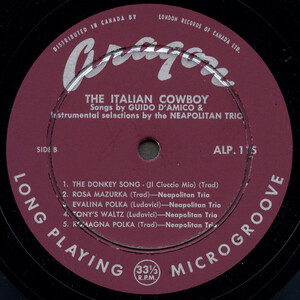 DISTRIBUTED IN CANADA BY LONDON RECORDS OF CANADA LTD.
Aragon
THE ITALIAN COWBOY
Songs by GUIDO D'AMICO &
Instrumental selections by the NEAPOLITAN TRIO
SIDE B
ALP. 115
1. THE DONKEY SONG - (Jl Ciuccio Mio) (Trad)
2. ROSA MAZURKA (Trad)—Neapolitan Trio
3. EVALINA POLKA (Ludovici)—Neapolitan Trio
4. TONY'S WALTZ (Ludovici)—Neapolitan Trio
5. ROMAGNA POLKA (Trad)—Neapolitan Trio
LONG PLAYING 33⅓ R.P.M. MICROGROOVE